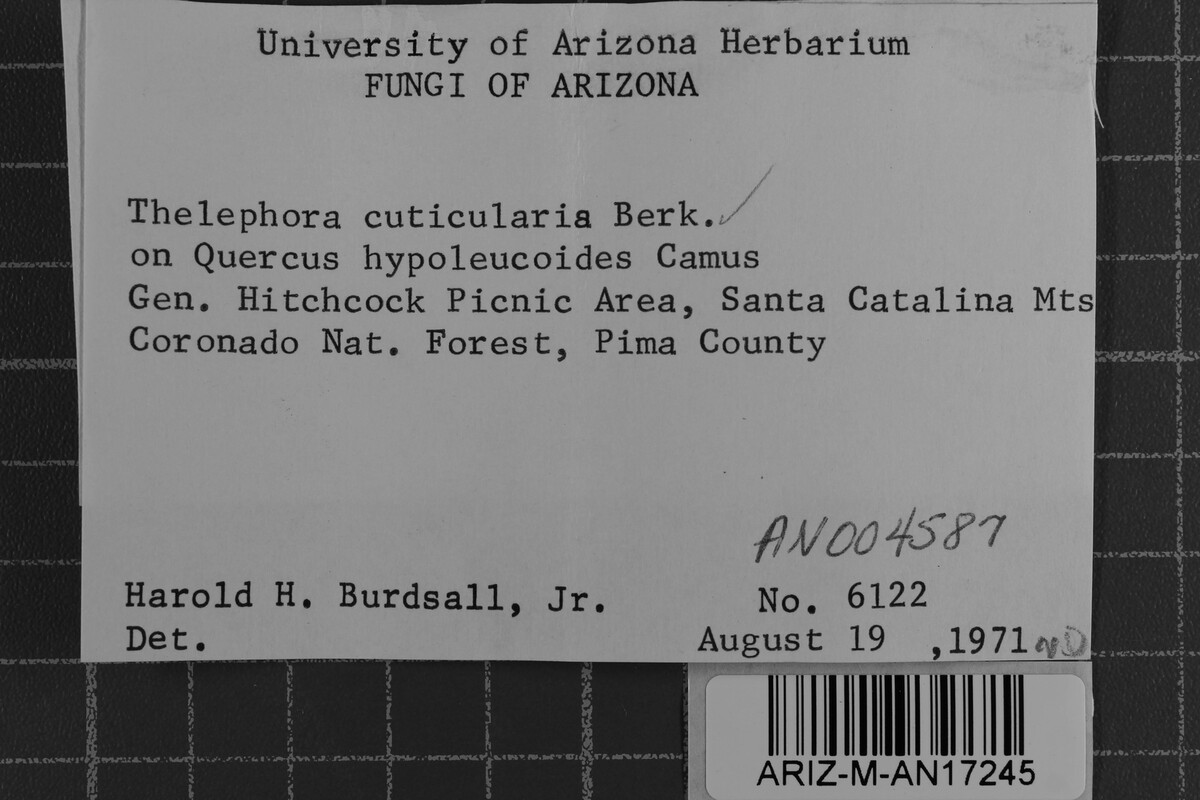 University of Arizona Herbarium
FUNGI OF ARIZONA
Thelephora cuticularia Berk.
on Quercus hypoleucoides Camus
Gen. Hitchcock Picnic Area, Santa Catalina Mts
Coronado Nat. Forest, Pima County
AN004587
Harold H. Burdsall, Jr.
No. 6122
Det.
August 19 ,1971 ND
ARIZ-M-AN17245